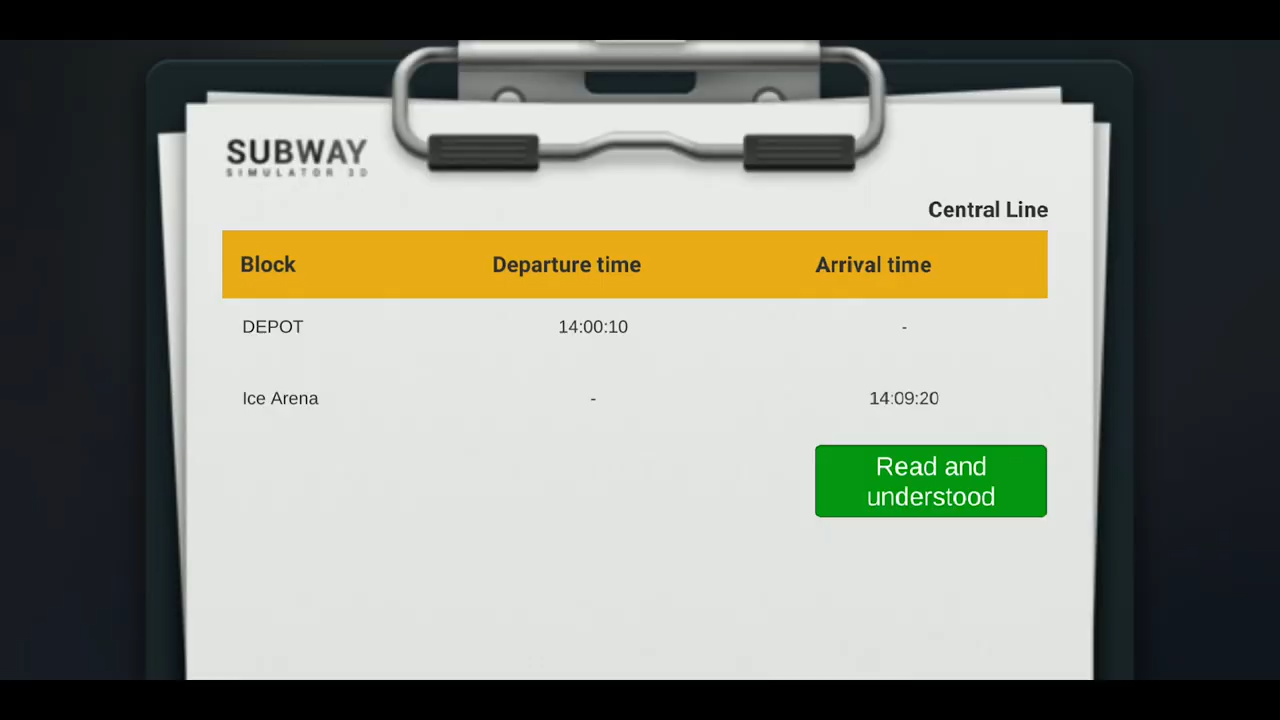 SUBWAY
SIMULATOR 3D
Central Line
Block Departure time Arrival time
DEPOT 14:00:10 -
Ice Arena - 14:09:20
Read and
understood